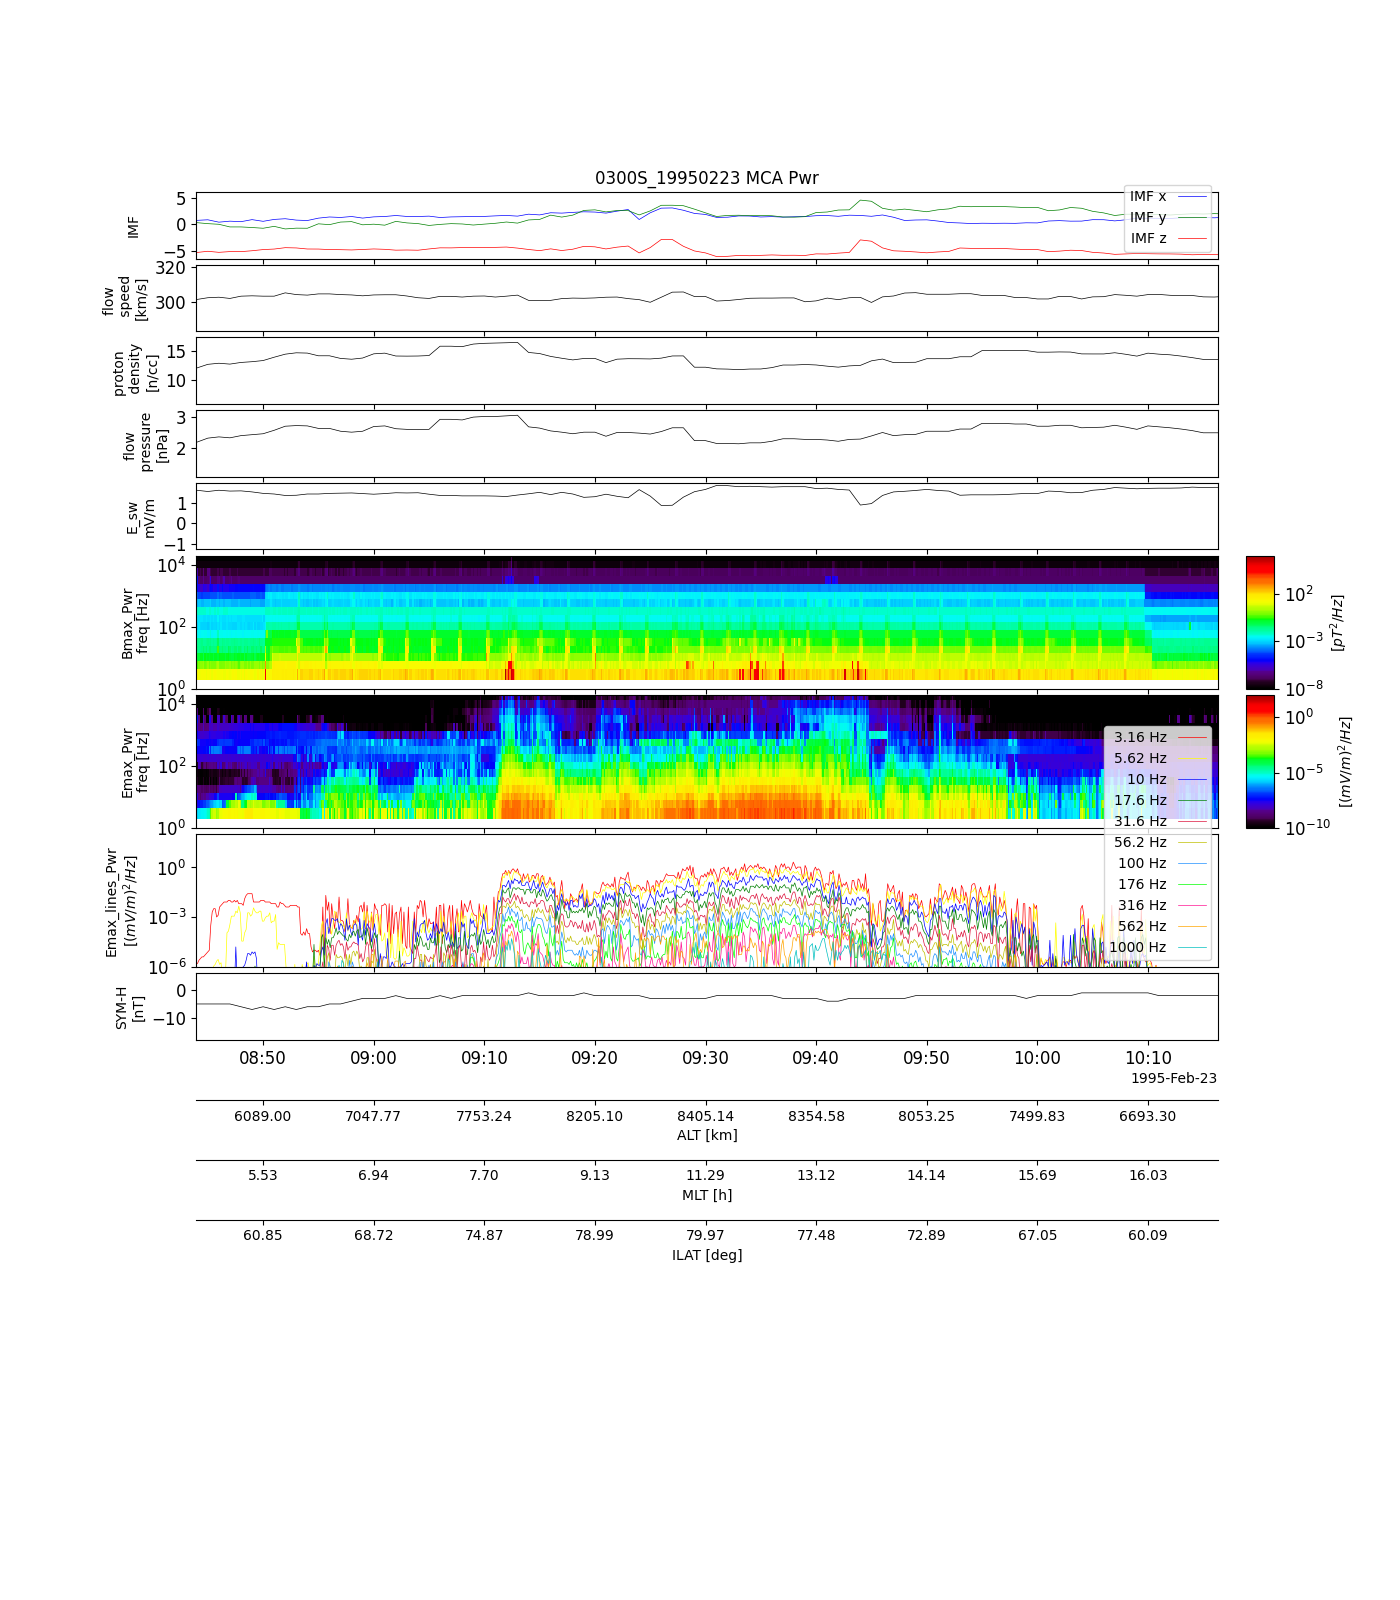 0300S_19950223 MCA Pwr
5
0
−5
IMF
IMF x
IMF y
IMF z
320
300
flow
speed
[km/s]
15
10
proton
density
[n/cc]
3
2
flow
pressure
[nPa]
1
0
−1
E_sw
mV/m
10^4
10^2
10^0
Bmax_Pwr
freq [Hz]
10^2
10^−3
10^−8
[pT^2/Hz]
10^4
10^2
10^0
Emax_Pwr
freq [Hz]
10^0
10^−5
10^−10
[(mV/m)^2/Hz]
3.16 Hz
5.62 Hz
10 Hz
17.6 Hz
31.6 Hz
56.2 Hz
100 Hz
176 Hz
316 Hz
562 Hz
1000 Hz
10^0
10^−3
10^−6
Emax_lines_Pwr
[(mV/m)^2/Hz]
0
−10
SYM-H
[nT]
08:50 09:00 09:10 09:20 09:30 09:40 09:50 10:00 10:10
1995-Feb-23
6089.00 7047.77 7753.24 8205.10 8405.14 8354.58 8053.25 7499.83 6693.30
ALT [km]
5.53 6.94 7.70 9.13 11.29 13.12 14.14 15.69 16.03
MLT [h]
60.85 68.72 74.87 78.99 79.97 77.48 72.89 67.05 60.09
ILAT [deg]